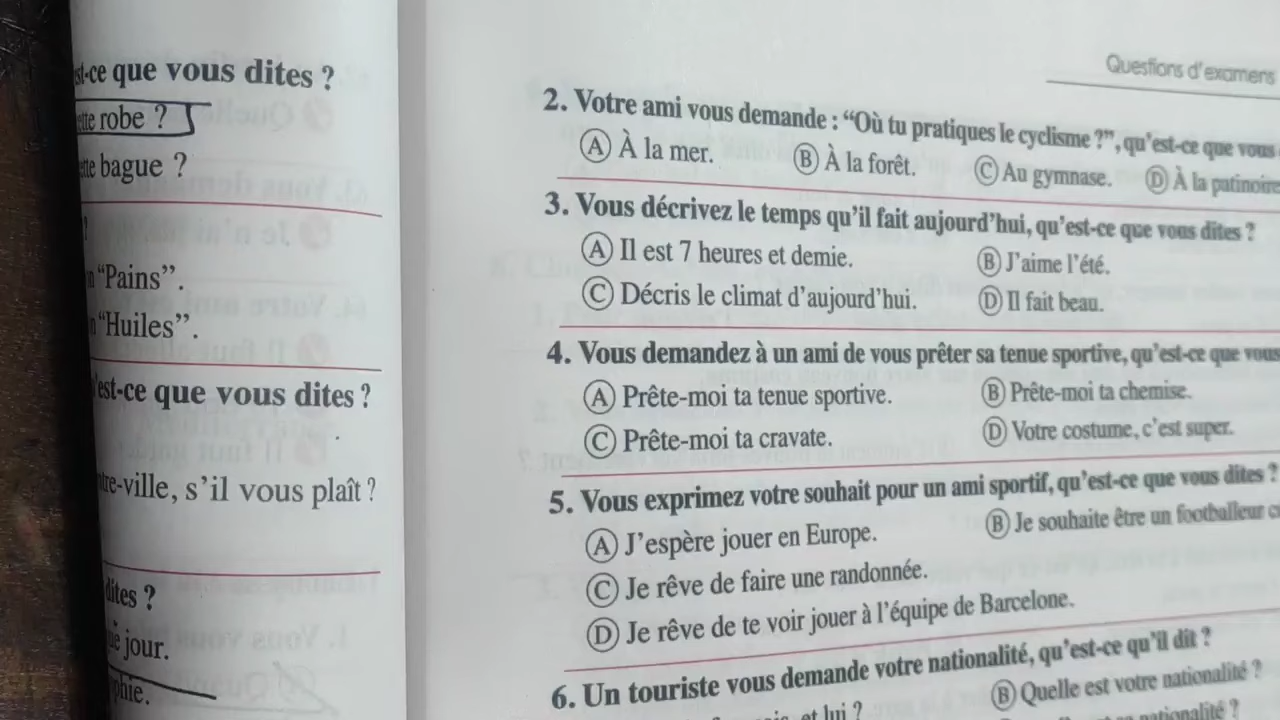 st-ce que vous dites ?
robe ?
bague ?
?
“Pains”.
“Huiles”.
est-ce que vous dites ?
tre-ville, s’il vous plaît ?
dites ?
jour.
phie.
Questions d’examens
2. Votre ami vous demande : “Où tu pratiques le cyclisme ?”, qu’est-ce que vous
A À la mer. B À la forêt. C Au gymnase. D À la patinoire
3. Vous décrivez le temps qu’il fait aujourd’hui, qu’est-ce que vous dites ?
A Il est 7 heures et demie. B J’aime l’été.
C Décris le climat d’aujourd’hui. D Il fait beau.
4. Vous demandez à un ami de vous prêter sa tenue sportive, qu’est-ce que vous
A Prête-moi ta tenue sportive. B Prête-moi ta chemise.
C Prête-moi ta cravate. D Votre costume, c’est super.
5. Vous exprimez votre souhait pour un ami sportif, qu’est-ce que vous dites ?
A J’espère jouer en Europe. B Je souhaite être un footballeur
C Je rêve de faire une randonnée.
D Je rêve de te voir jouer à l’équipe de Barcelone.
6. Un touriste vous demande votre nationalité, qu’est-ce qu’il dit ?
B Quelle est votre nationalité ?
et lui ? nationalité ?